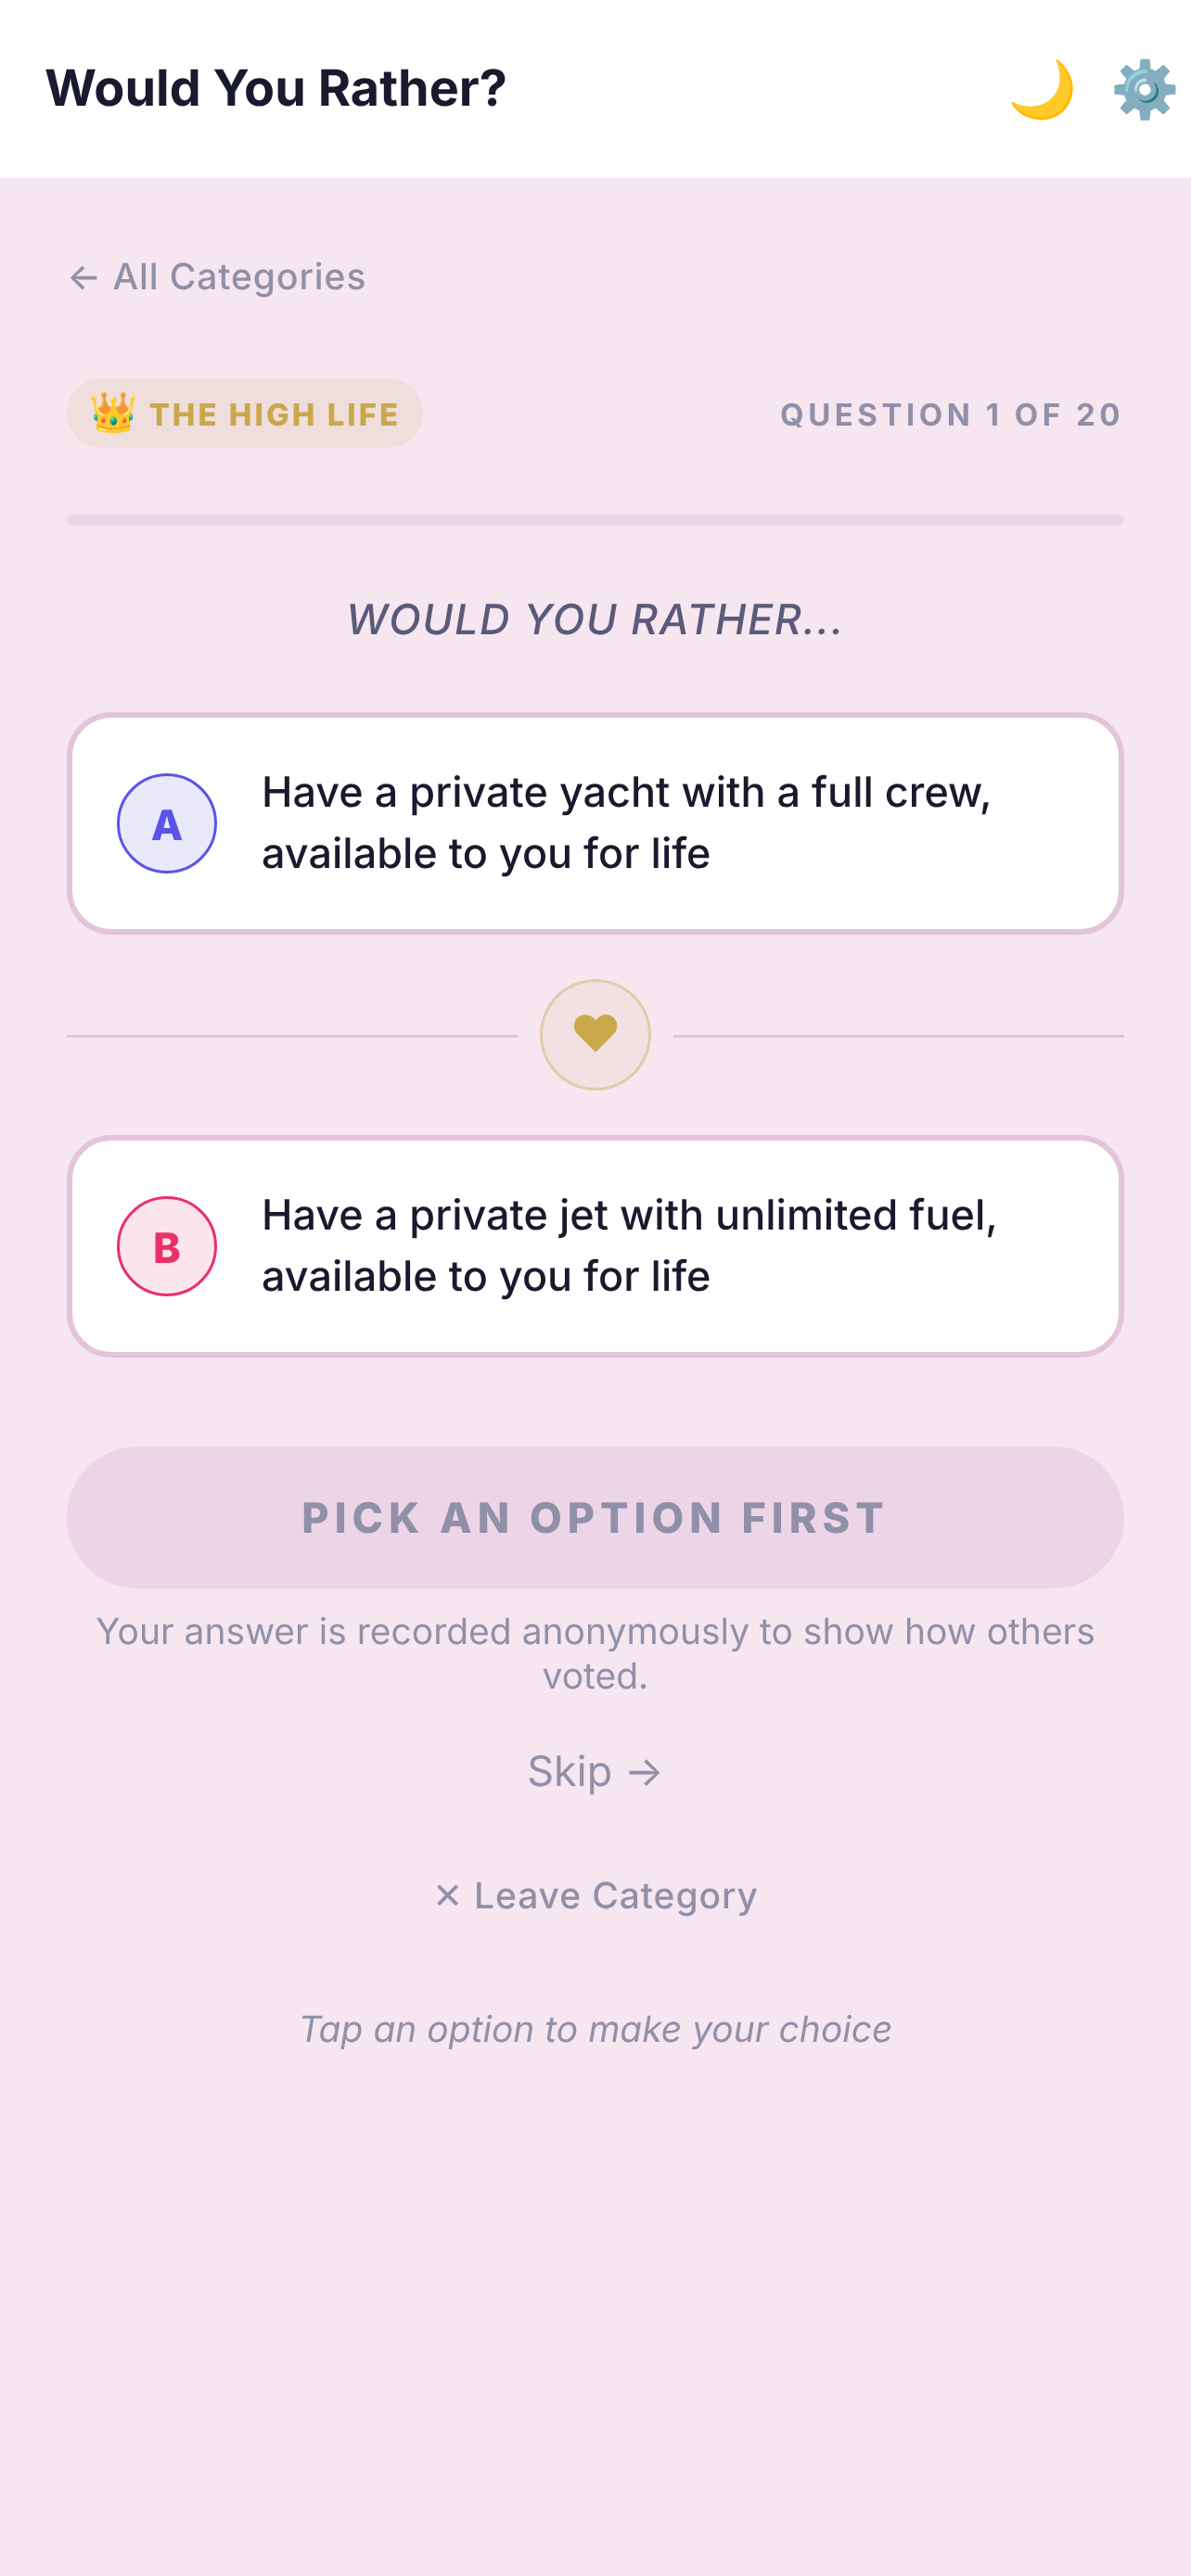 Would You Rather?
← All Categories
THE HIGH LIFE
QUESTION 1 OF 20
WOULD YOU RATHER...
A
Have a private yacht with a full crew,
available to you for life
B
Have a private jet with unlimited fuel,
available to you for life
PICK AN OPTION FIRST
Your answer is recorded anonymously to show how others
voted.
Skip →
✕ Leave Category
Tap an option to make your choice